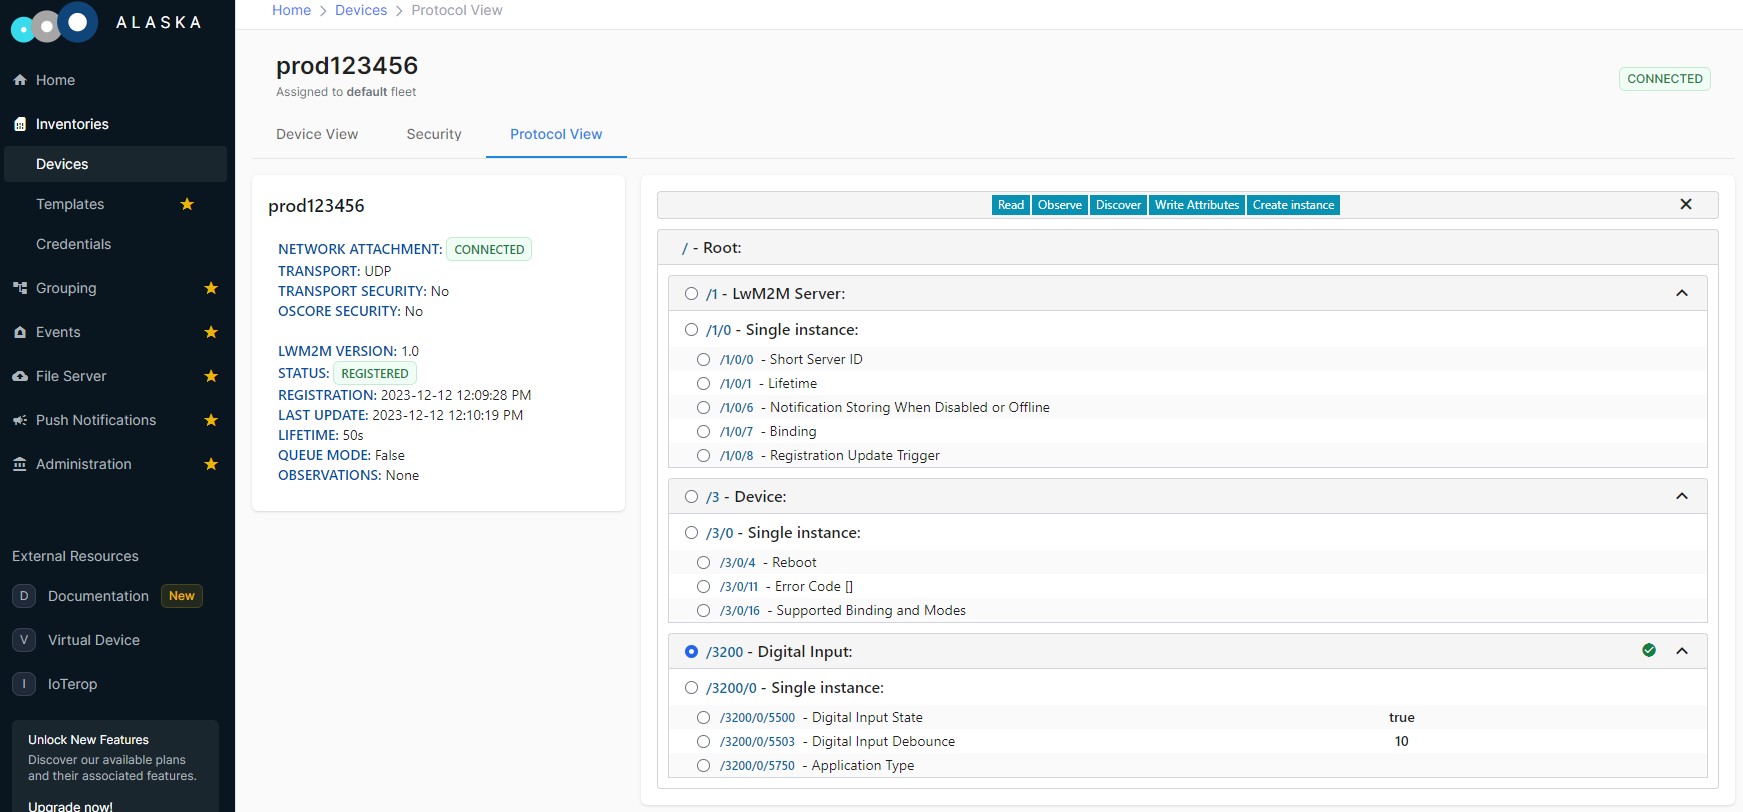 ALASKA
Home
Inventories
Devices
Templates
Credentials
Grouping
Events
File Server
Push Notifications
Administration
External Resources
D Documentation New
V Virtual Device
I IoTerop
Unlock New Features
Discover our available plans
and their associated features.
Upgrade now!
Home > Devices > Protocol View
prod123456
Assigned to default fleet
CONNECTED
Device View Security Protocol View
prod123456
NETWORK ATTACHMENT: CONNECTED
TRANSPORT: UDP
TRANSPORT SECURITY: No
OSCORE SECURITY: No
LWM2M VERSION: 1.0
STATUS: REGISTERED
REGISTRATION: 2023-12-12 12:09:28 PM
LAST UPDATE: 2023-12-12 12:10:19 PM
LIFETIME: 50s
QUEUE MODE: False
OBSERVATIONS: None
Read Observe Discover Write Attributes Create instance
/ - Root:
/1 - LwM2M Server:
/1/0 - Single instance:
/1/0/0 - Short Server ID
/1/0/1 - Lifetime
/1/0/6 - Notification Storing When Disabled or Offline
/1/0/7 - Binding
/1/0/8 - Registration Update Trigger
/3 - Device:
/3/0 - Single instance:
/3/0/4 - Reboot
/3/0/11 - Error Code []
/3/0/16 - Supported Binding and Modes
/3200 - Digital Input:
/3200/0 - Single instance:
/3200/0/5500 - Digital Input State true
/3200/0/5503 - Digital Input Debounce 10
/3200/0/5750 - Application Type